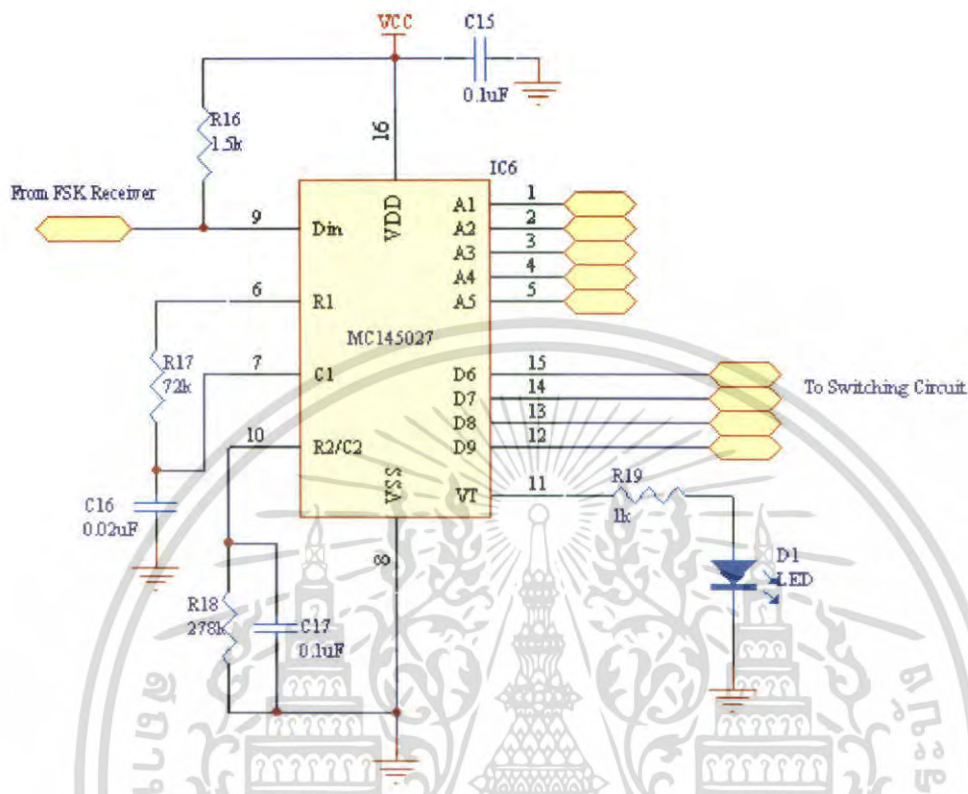 VCC
C15
0.1uF
R16
1.5k
16
IC6
From FSK Receiver
9
Din
VDD
A1
1
A2
2
A3
3
A4
4
A5
5
6
R1
MC145027
R17
72k
7
C1
D6
15
D7
14
To Switching Circuit
D8
13
D9
12
10
R2/C2
VSS
VT
11
R19
1k
C16
0.02uF
8
D1
LED
R18
278k
C17
0.1uF